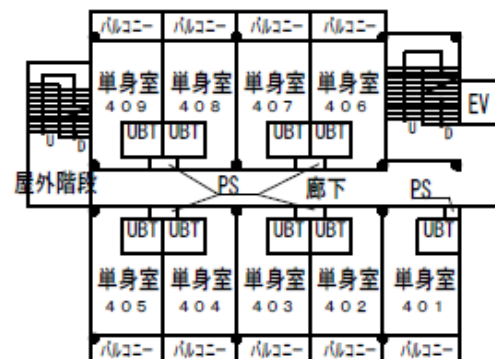 バルコニー バルコニー バルコニー バルコニー
単身室 単身室 単身室 単身室
409 408 407 406
EV
U D
U D
UBT UBT UBT UBT
屋外階段 PS 廊下 PS
UBT UBT UBT UBT UBT
単身室 単身室 単身室 単身室 単身室
405 404 403 402 401
バルコニー バルコニー バルコニー バルコニー バルコニー